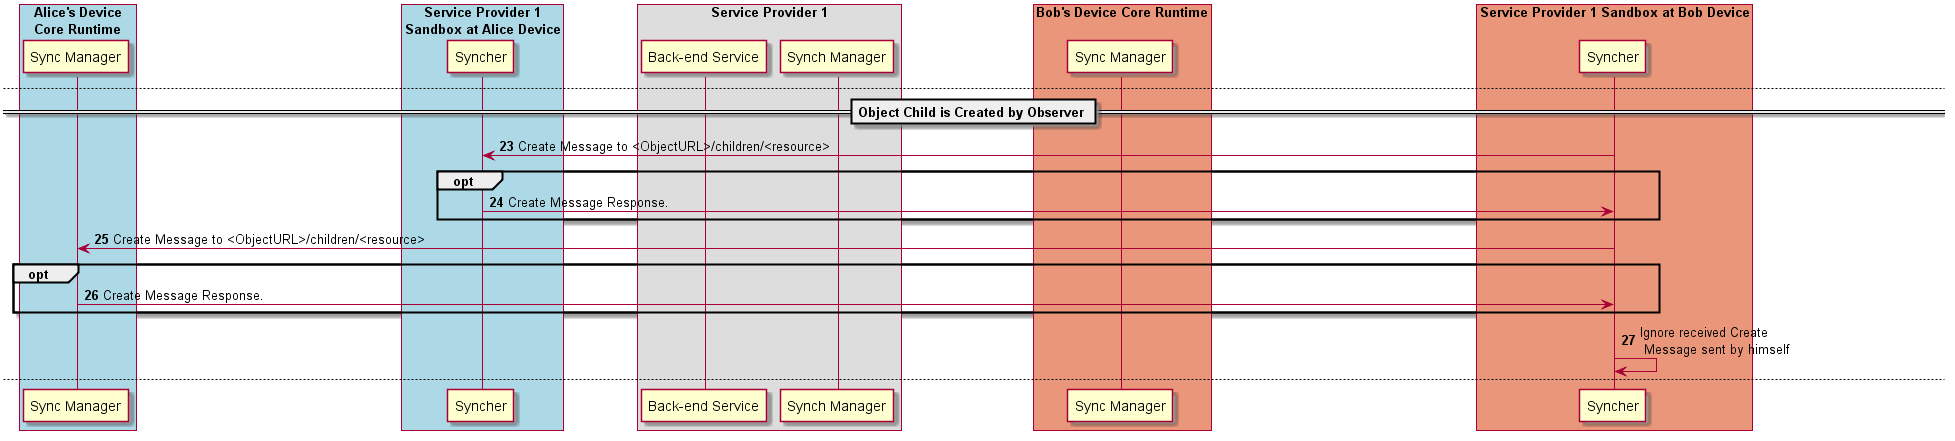 Alice's Device
Core Runtime
Service Provider 1
Sandbox at Alice Device
Service Provider 1
Bob's Device Core Runtime
Service Provider 1 Sandbox at Bob Device
Sync Manager
Syncher
Back-end Service
Synch Manager
Sync Manager
Syncher
Object Child is Created by Observer
23 Create Message to <ObjectURL>/children/<resource>
opt
24 Create Message Response.
25 Create Message to <ObjectURL>/children/<resource>
opt
26 Create Message Response.
27 Ignore received Create
Message sent by himself
Sync Manager
Syncher
Back-end Service
Synch Manager
Sync Manager
Syncher